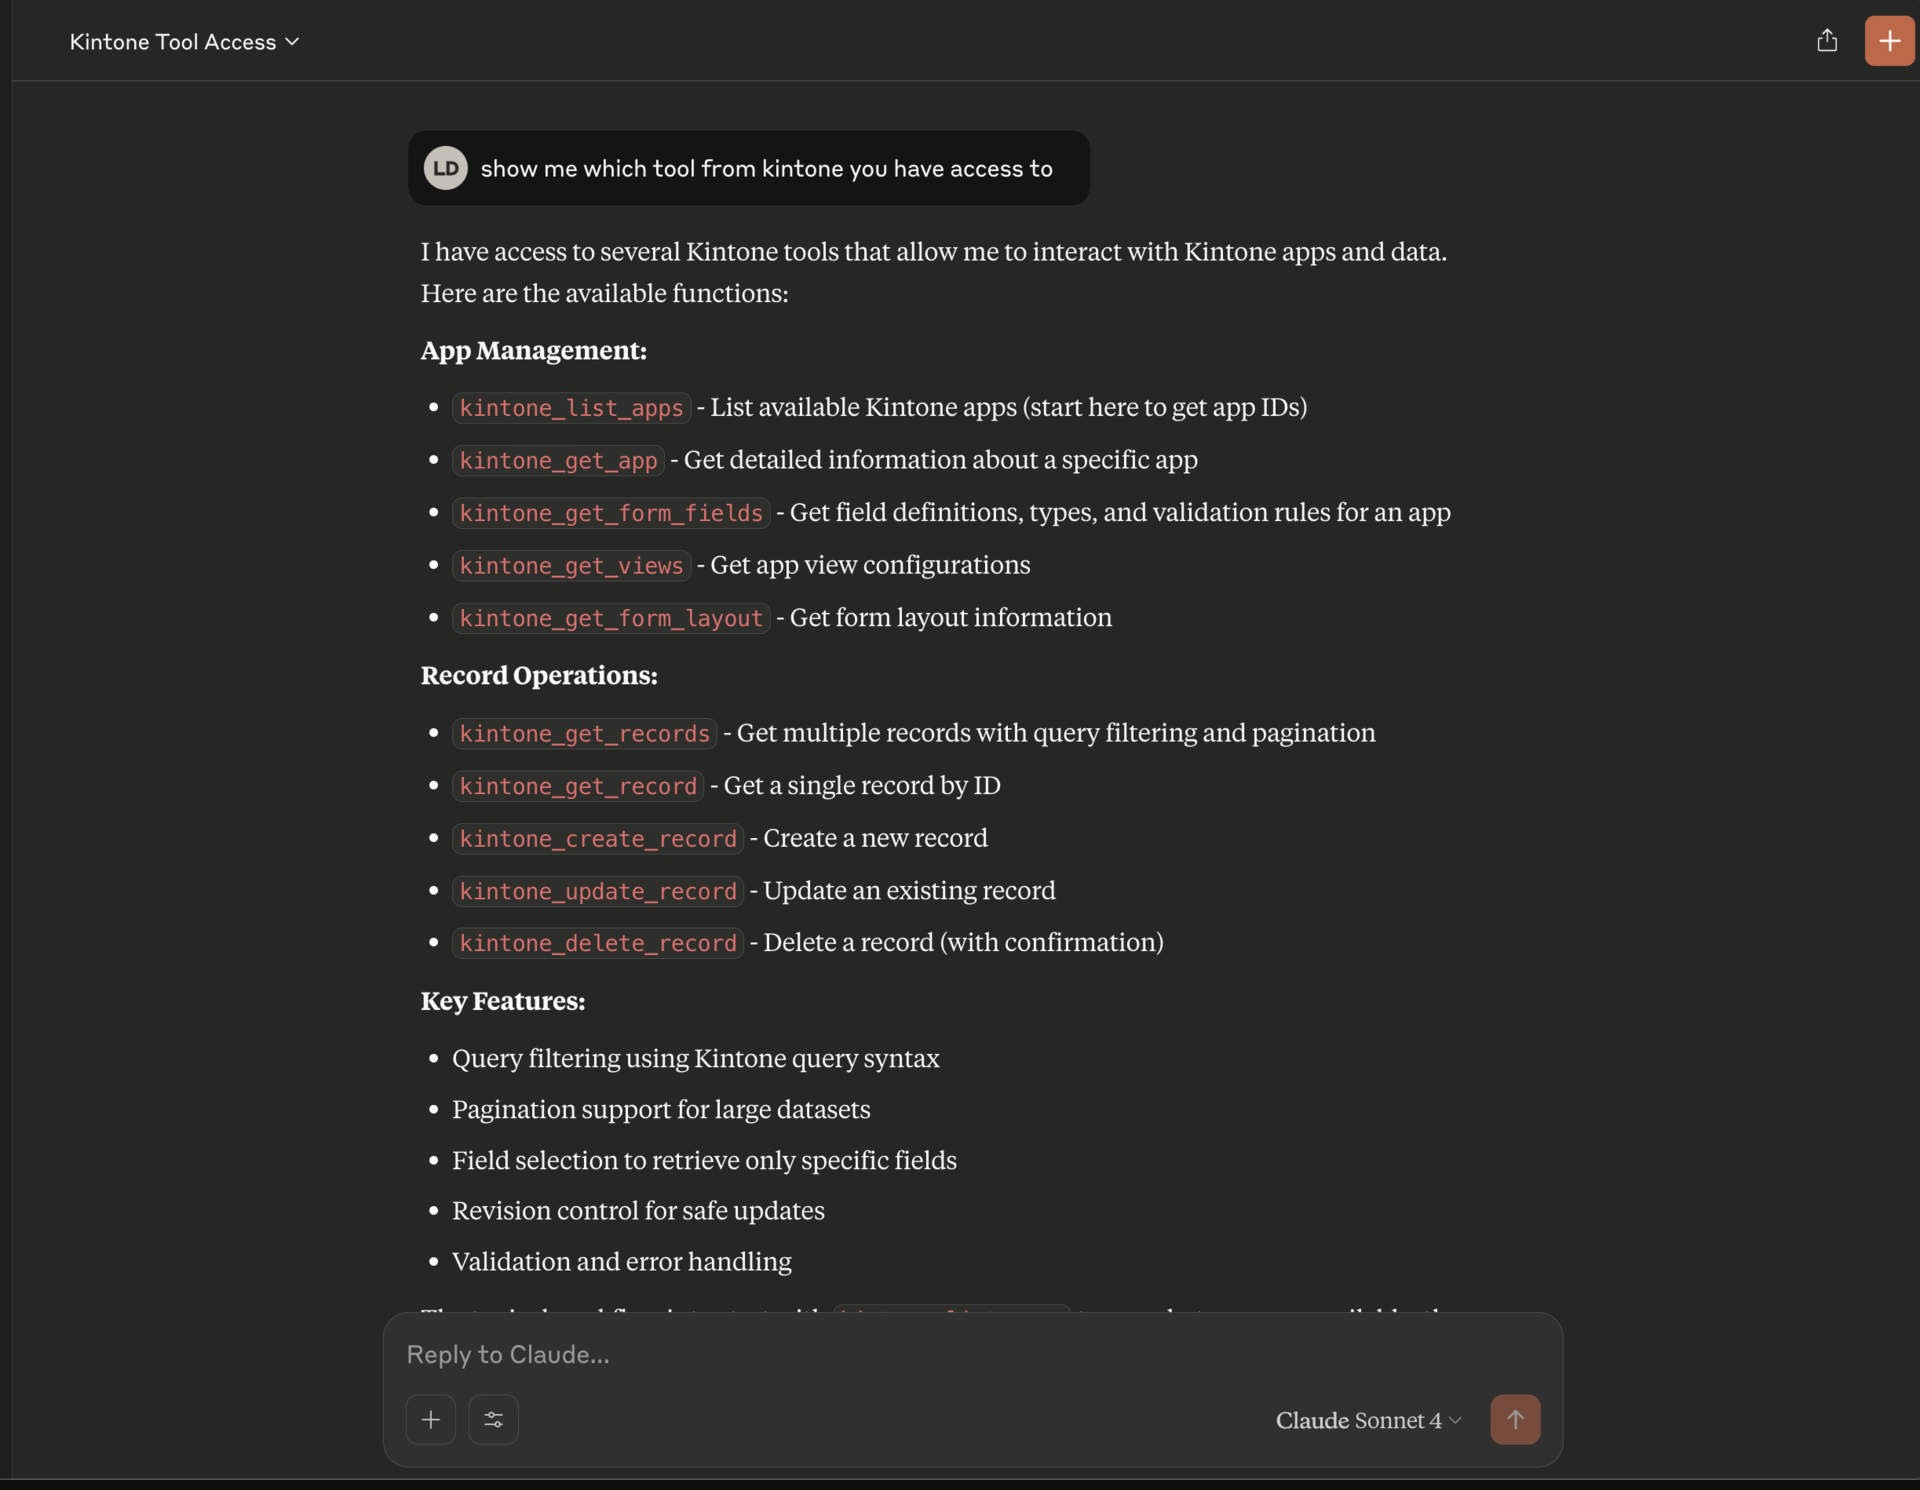 Kintone Tool Access
LD show me which tool from kintone you have access to
I have access to several Kintone tools that allow me to interact with Kintone apps and data.
Here are the available functions:
App Management:
• kintone_list_apps - List available Kintone apps (start here to get app IDs)
• kintone_get_app - Get detailed information about a specific app
• kintone_get_form_fields - Get field definitions, types, and validation rules for an app
• kintone_get_views - Get app view configurations
• kintone_get_form_layout - Get form layout information
Record Operations:
• kintone_get_records - Get multiple records with query filtering and pagination
• kintone_get_record - Get a single record by ID
• kintone_create_record - Create a new record
• kintone_update_record - Update an existing record
• kintone_delete_record - Delete a record (with confirmation)
Key Features:
• Query filtering using Kintone query syntax
• Pagination support for large datasets
• Field selection to retrieve only specific fields
• Revision control for safe updates
• Validation and error handling
Reply to Claude...
Claude Sonnet 4